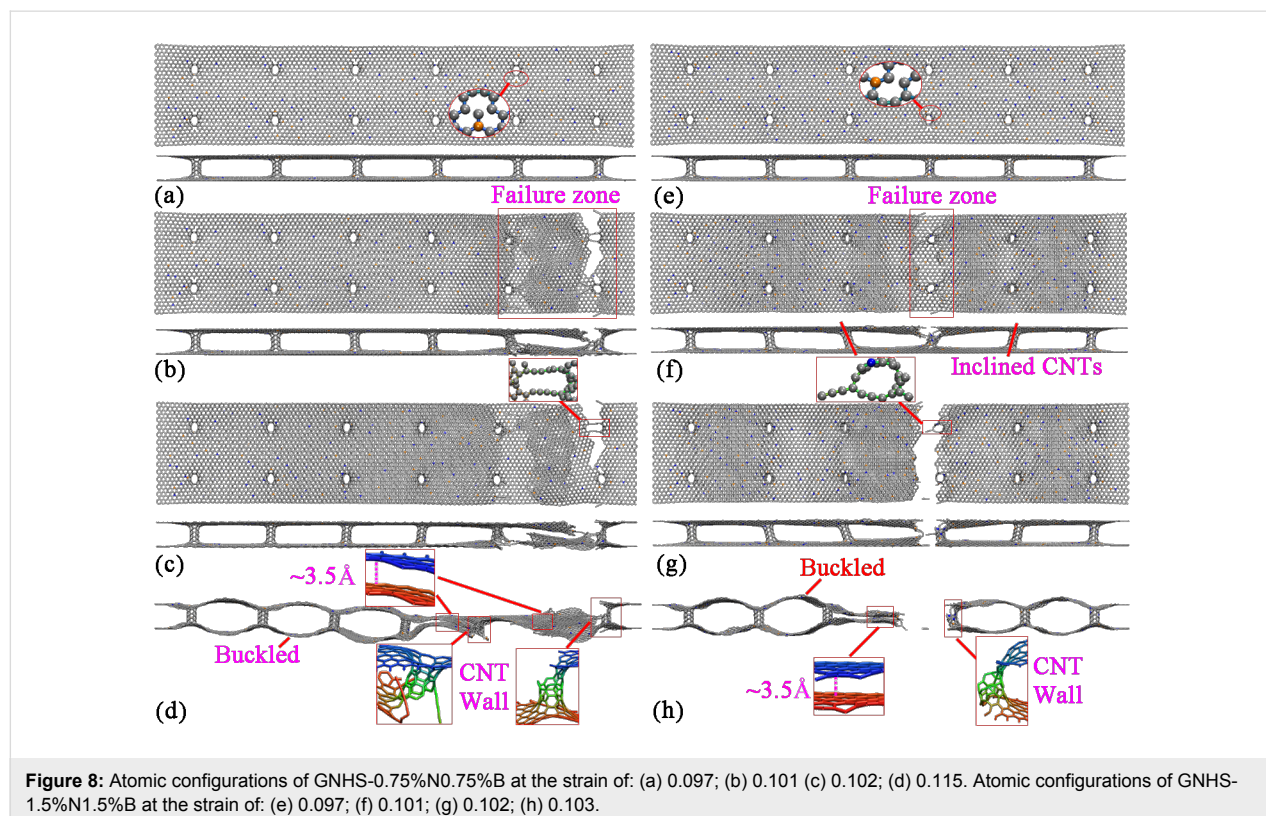 (a)
(e)
Failure zone
Failure zone
(b)
(f)
Inclined CNTs
(c)
(g)
~3.5Å
Buckled
Buckled
CNT
Wall
(d)
~3.5Å
CNT
Wall
(h)
Figure 8: Atomic configurations of GNHS-0.75%N0.75%B at the strain of: (a) 0.097; (b) 0.101 (c) 0.102; (d) 0.115. Atomic configurations of GNHS-
1.5%N1.5%B at the strain of: (e) 0.097; (f) 0.101; (g) 0.102; (h) 0.103.